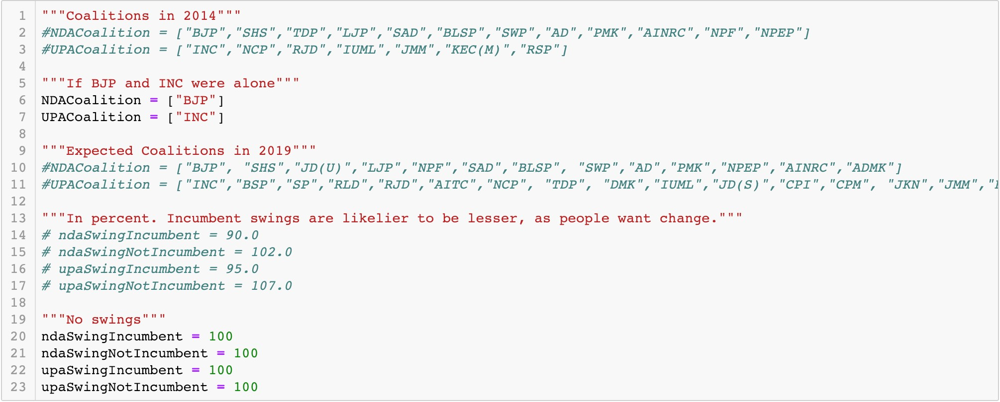 1 """Coalitions in 2014"""
2 #NDACoalition = ["BJP","SHS","TDP","LJP","SAD","BLSP","SWP","AD","PMK","AINRC","NPF","NPEP"]
3 #UPACoalition = ["INC","NCP","RJD","IUML","JMM","KEC(M)","RSP"]
4
5 """If BJP and INC were alone"""
6 NDACoalition = ["BJP"]
7 UPACoalition = ["INC"]
8
9 """Expected Coalitions in 2019"""
10 #NDACoalition = ["BJP", "SHS","JD(U)","LJP","NPF","SAD","BLSP", "SWP","AD","PMK","NPEP","AINRC","ADMK"]
11 #UPACoalition = ["INC","BSP","SP","RLD","RJD","AITC","NCP", "TDP", "DMK","IUML","JD(S)","CPI","CPM", "JKN","JMM","
12
13 """In percent. Incumbent swings are likelier to be lesser, as people want change."""
14 # ndaSwingIncumbent = 90.0
15 # ndaSwingNotIncumbent = 102.0
16 # upaSwingIncumbent = 95.0
17 # upaSwingNotIncumbent = 107.0
18
19 """No swings"""
20 ndaSwingIncumbent = 100
21 ndaSwingNotIncumbent = 100
22 upaSwingIncumbent = 100
23 upaSwingNotIncumbent = 100